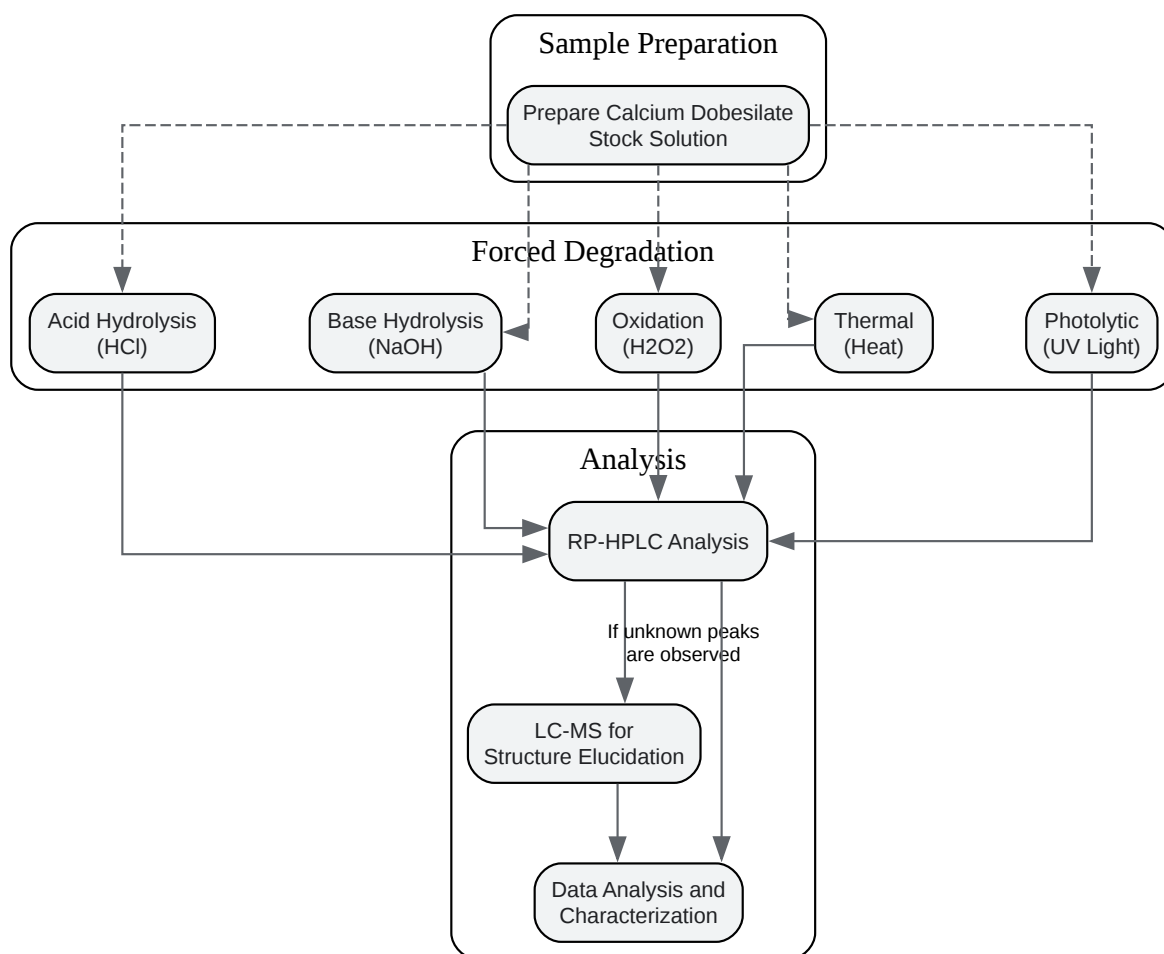 Sample Preparation
Prepare Calcium Dobesilate
Stock Solution
Forced Degradation
Acid Hydrolysis
(HCl)
Base Hydrolysis
(NaOH)
Oxidation
(H2O2)
Thermal
(Heat)
Photolytic
(UV Light)
Analysis
RP-HPLC Analysis
If unknown peaks
are observed
LC-MS for
Structure Elucidation
Data Analysis and
Characterization